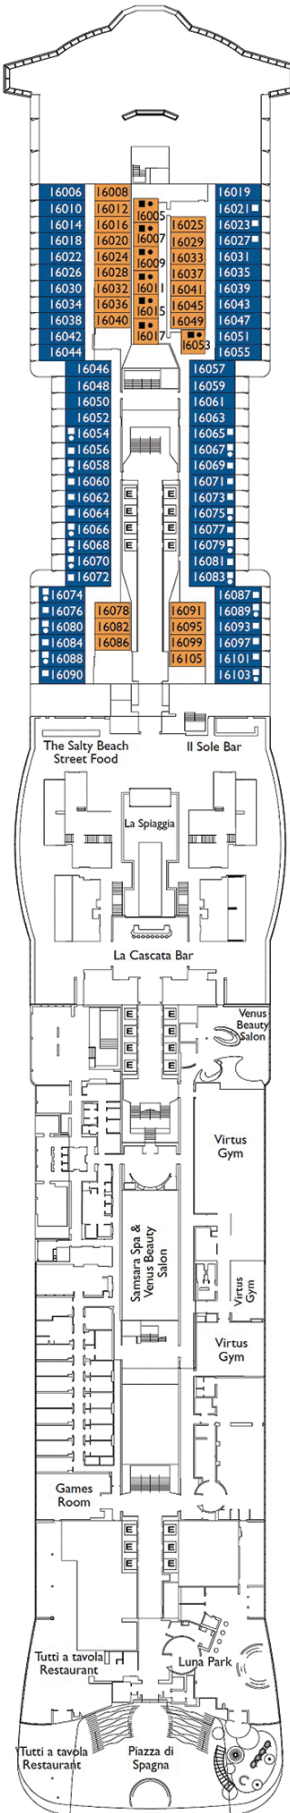 16006 16008 16019
16010 16012 16005 16021
16014 16016 16025 16023
16018 16020 16007 16029 16027
16022 16024 16009 16033 16031
16026 16028 16037 16035
16030 16032 16011 16041 16039
16034 16036 16015 16045 16043
16038 16040 16049 16047
16042 16017 16053 16051
16044 16055
16046 16057
16048 16059
16050 16061
16052 16063
16054 16065
16056 16067
16058 16069
16060 16071
E E
16062 16073
16064 16075
E E
16066 16077
E E
16068 16079
E E
16070 16081
16072 16083
16074 16087
16076 16078 16091 16089
16080 16082 16095 16093
16084 16086 16099 16097
16088 16105 16101
16090 16103
The Salty Beach
Street Food
Il Sole Bar
La Spiaggia
La Cascata Bar
E E
E E
E E
E E
Venus
Beauty
Salon
Virtus
Gym
Samsara Spa &
Venus Beauty
Salon
Virtus
Gym
Virtus
Gym
Games
Room
E E
E E
E E
Tutti a tavola
Restaurant
Luna Park
Tutti a tavola
Restaurant
Piazza di
Spagna